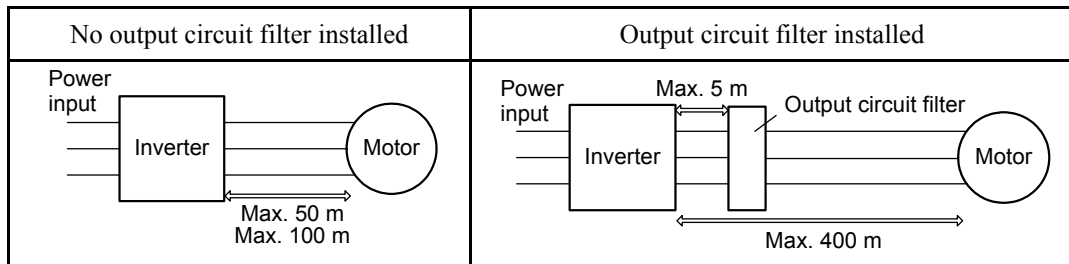 No output circuit filter installed
Output circuit filter installed
Power
input
Inverter
Motor
Max. 50 m
Max. 100 m
Power
input
Max. 5 m
Output circuit filter
Inverter
Motor
Max. 400 m